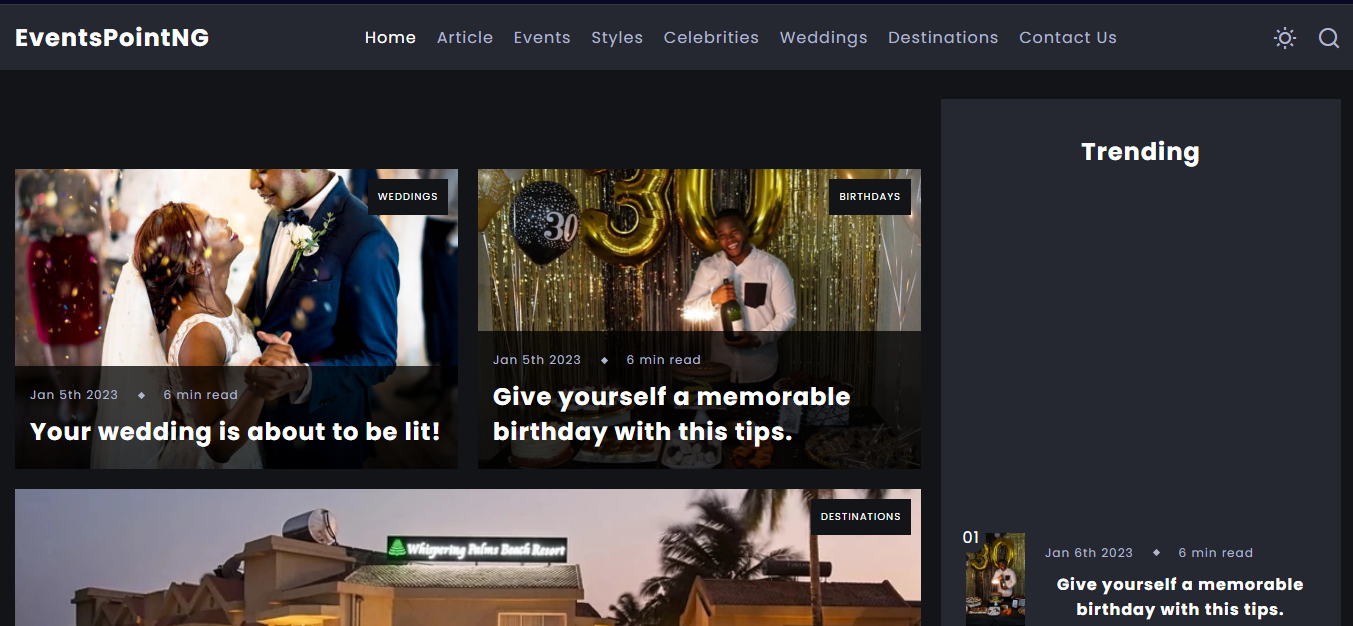 EventsPointNG
Home Article Events Styles Celebrities Weddings Destinations Contact Us
WEDDINGS
Jan 5th 2023 ◆ 6 min read
Your wedding is about to be lit!
BIRTHDAYS
30
30
Jan 5th 2023 ◆ 6 min read
Give yourself a memorable
birthday with this tips.
DESTINATIONS
Whispering Palms Beach Resort
Trending
01
30
Jan 6th 2023 ◆ 6 min read
Give yourself a memorable
birthday with this tips.